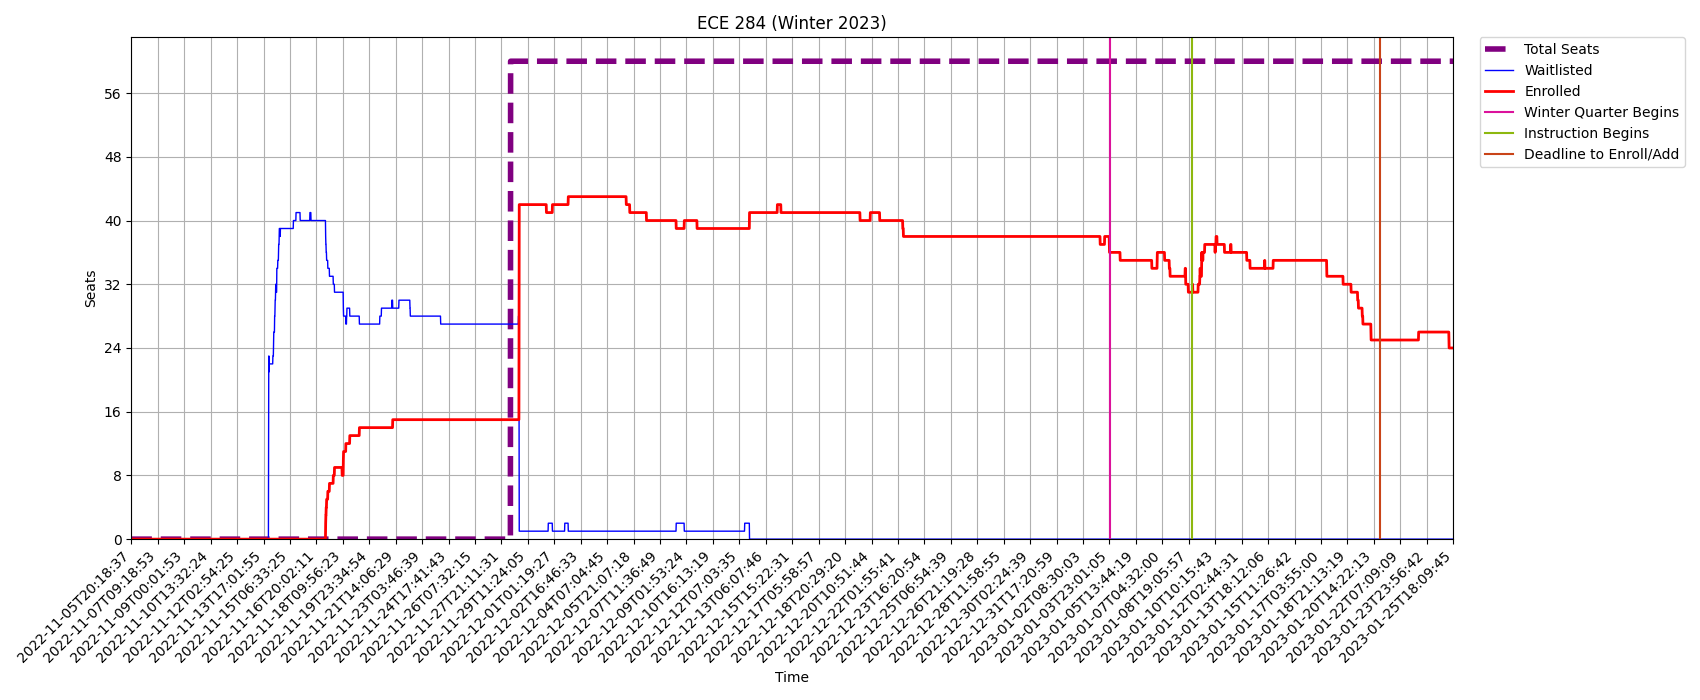 ECE 284 (Winter 2023)
Total Seats
Waitlisted
Enrolled
Winter Quarter Begins
Instruction Begins
Deadline to Enroll/Add
Seats
56
48
40
32
24
16
8
0
2022-11-05T20:18:37
2022-11-07T09:18:53
2022-11-09T00:01:53
2022-11-10T13:32:24
2022-11-12T02:54:25
2022-11-13T17:01:55
2022-11-15T06:33:25
2022-11-16T20:02:11
2022-11-18T09:56:23
2022-11-19T23:34:54
2022-11-21T14:06:29
2022-11-23T03:46:39
2022-11-24T17:41:43
2022-11-26T07:32:15
2022-11-27T21:11:31
2022-11-29T11:24:05
2022-12-01T01:19:27
2022-12-02T16:46:33
2022-12-04T07:04:45
2022-12-05T21:07:18
2022-12-07T11:36:49
2022-12-09T01:53:24
2022-12-10T16:13:19
2022-12-12T07:03:35
2022-12-13T06:07:46
2022-12-15T15:22:31
2022-12-17T05:58:57
2022-12-18T20:29:20
2022-12-20T10:51:44
2022-12-22T01:55:41
2022-12-23T16:20:54
2022-12-25T06:54:39
2022-12-26T21:19:28
2022-12-28T11:58:55
2022-12-30T02:24:39
2022-12-31T17:20:59
2023-01-02T08:30:03
2023-01-03T23:01:05
2023-01-05T13:44:19
2023-01-07T04:32:00
2023-01-08T19:05:57
2023-01-10T10:15:43
2023-01-12T02:44:31
2023-01-13T18:12:06
2023-01-15T11:26:42
2023-01-17T03:55:00
2023-01-18T21:13:19
2023-01-20T14:22:13
2023-01-22T07:09:09
2023-01-23T23:56:42
2023-01-25T18:09:45
Time